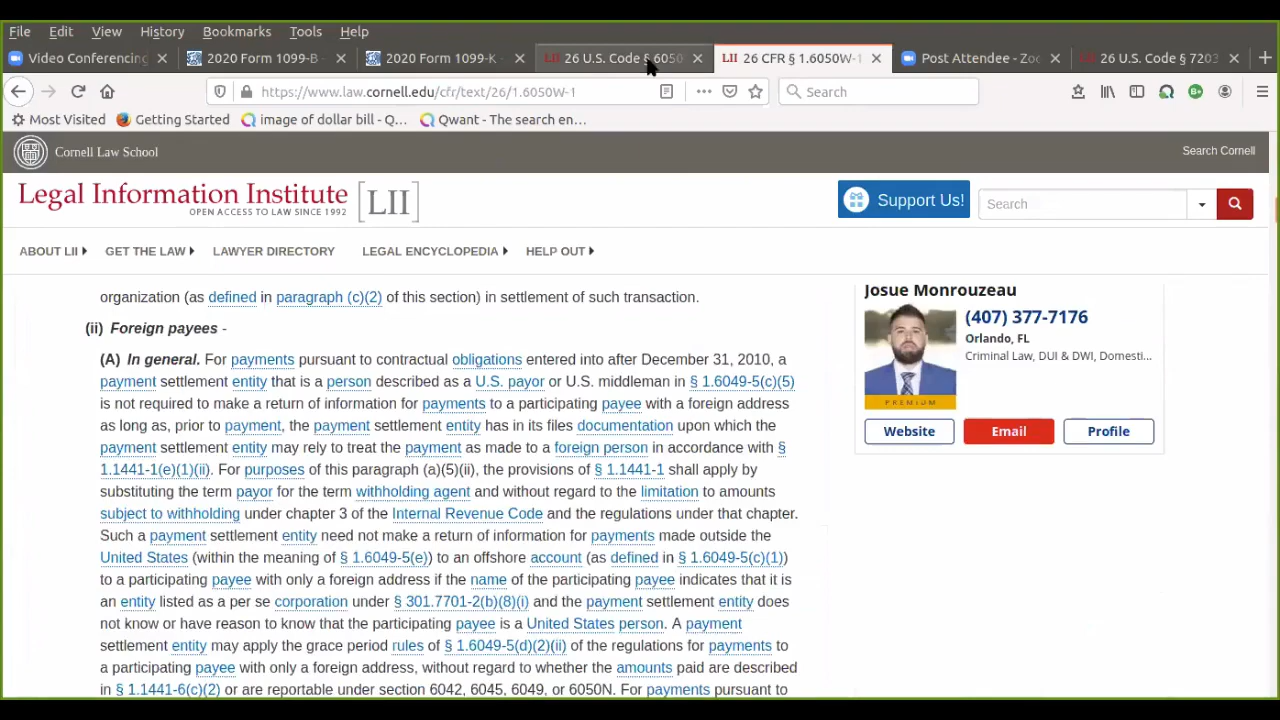 File Edit View History Bookmarks Tools Help
Video Conferencing
2020 Form 1099-B -
2020 Form 1099-K -
LII 26 U.S. Code § 6050
LII 26 CFR § 1.6050W-1
Post Attendee - Zoo
LII 26 U.S. Code § 7203
https://www.law.cornell.edu/cfr/text/26/1.6050W-1
Search
Most Visited Getting Started image of dollar bill - Q... Qwant - The search en...
Cornell Law School
Search Cornell
Legal Information Institute
OPEN ACCESS TO LAW SINCE 1992
[LII]
Support Us!
Search
ABOUT LII GET THE LAW LAWYER DIRECTORY LEGAL ENCYCLOPEDIA HELP OUT
organization (as defined in paragraph (c)(2) of this section) in settlement of such transaction.
(ii) Foreign payees -
(A) In general. For payments pursuant to contractual obligations entered into after December 31, 2010, a
payment settlement entity that is a person described as a U.S. payor or U.S. middleman in § 1.6049-5(c)(5)
is not required to make a return of information for payments to a participating payee with a foreign address
as long as, prior to payment, the payment settlement entity has in its files documentation upon which the
payment settlement entity may rely to treat the payment as made to a foreign person in accordance with §
1.1441-1(e)(1)(ii). For purposes of this paragraph (a)(5)(ii), the provisions of § 1.1441-1 shall apply by
substituting the term payor for the term withholding agent and without regard to the limitation to amounts
subject to withholding under chapter 3 of the Internal Revenue Code and the regulations under that chapter.
Such a payment settlement entity need not make a return of information for payments made outside the
United States (within the meaning of § 1.6049-5(e)) to an offshore account (as defined in § 1.6049-5(c)(1))
to a participating payee with only a foreign address if the name of the participating payee indicates that it is
an entity listed as a per se corporation under § 301.7701-2(b)(8)(i) and the payment settlement entity does
not know or have reason to know that the participating payee is a United States person. A payment
settlement entity may apply the grace period rules of § 1.6049-5(d)(2)(ii) of the regulations for payments to
a participating payee with only a foreign address, without regard to whether the amounts paid are described
in § 1.1441-6(c)(2) or are reportable under section 6042, 6045, 6049, or 6050N. For payments pursuant to
Josue Monrouzeau
(407) 377-7176
Orlando, FL
Criminal Law, DUI & DWI, Domesti...
PREMIUM
Website Email Profile